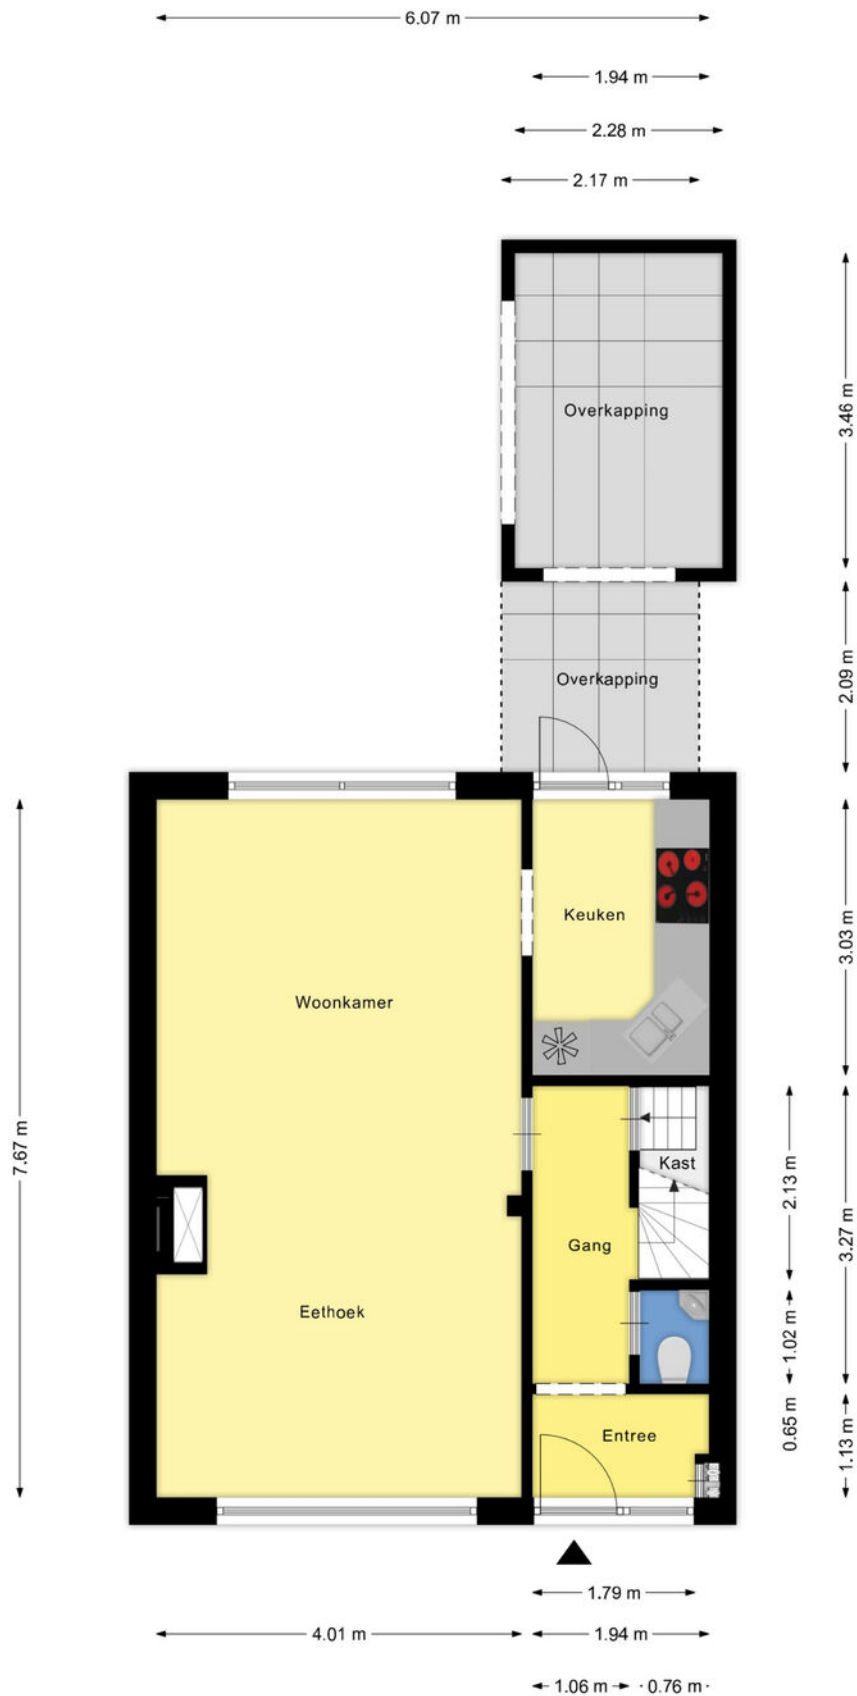 6.07 m
1.94 m
2.28 m
2.17 m
3.46 m
Overkapping
2.09 m
Overkapping
Keuken
3.03 m
Woonkamer
7.67 m
Kast
2.13 m
3.27 m
Gang
Eethoek
1.02 m
0.65 m
Entree
1.13 m
1.79 m
4.01 m
1.94 m
1.06 m
0.76 m